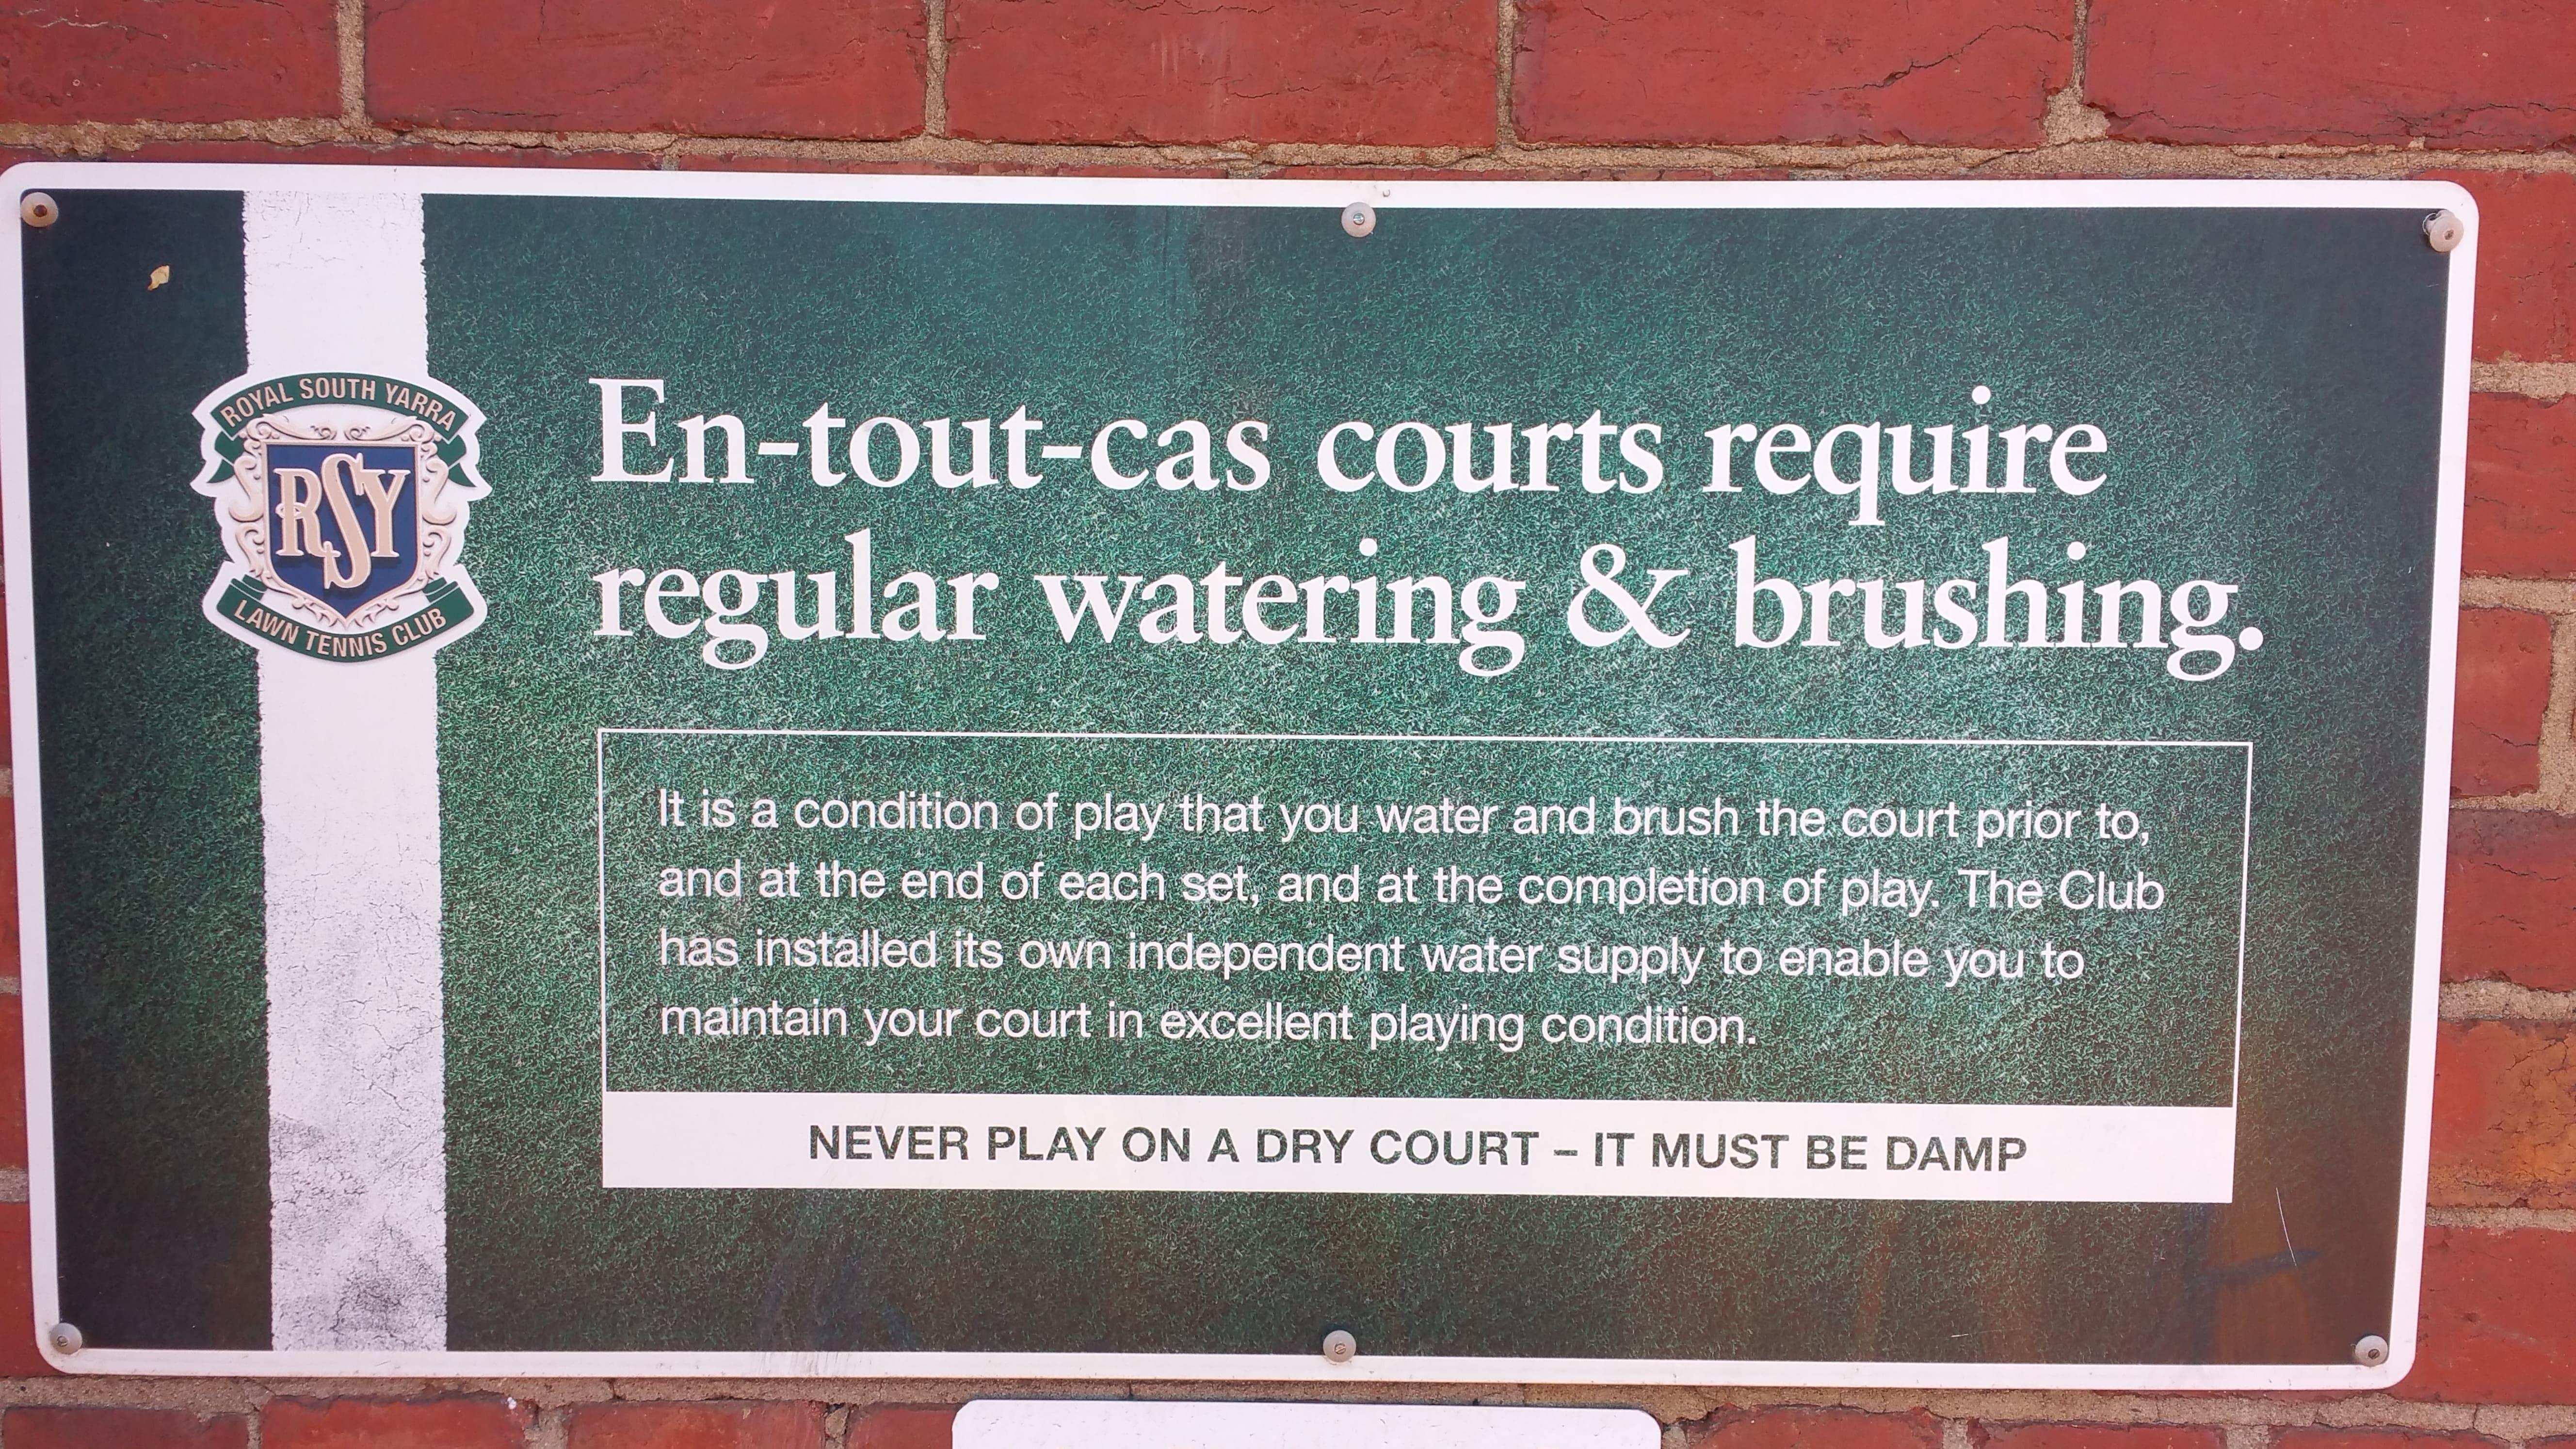 ROYAL SOUTH YARRA
RSY
LAWN TENNIS CLUB
En-tout-cas courts require
regular watering & brushing.
It is a condition of play that you water and brush the court prior to,
and at the end of each set, and at the completion of play. The Club
has installed its own independent water supply to enable you to
maintain your court in excellent playing condition.
NEVER PLAY ON A DRY COURT – IT MUST BE DAMP